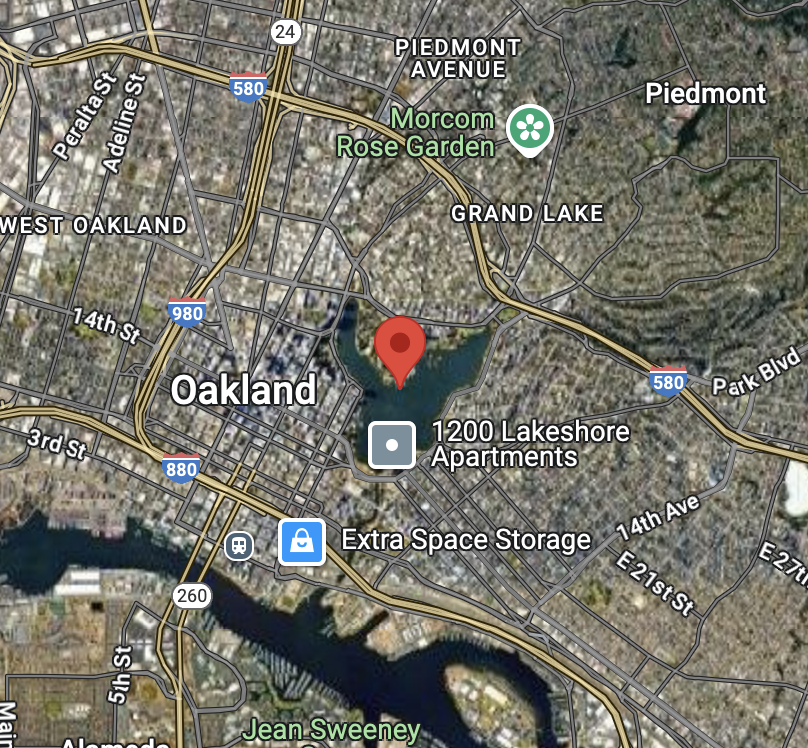 24
PIEDMONT
AVENUE
580
Piedmont
Peralta St
Adeline St
Morcom
Rose Garden
GRAND LAKE
WEST OAKLAND
980
14th St
Oakland
580
Park Blvd
1200 Lakeshore
Apartments
3rd St
880
14th Ave
Extra Space Storage
E 21st St
E 27th
260
5th St
Main
Jean Sweeney
Alameda